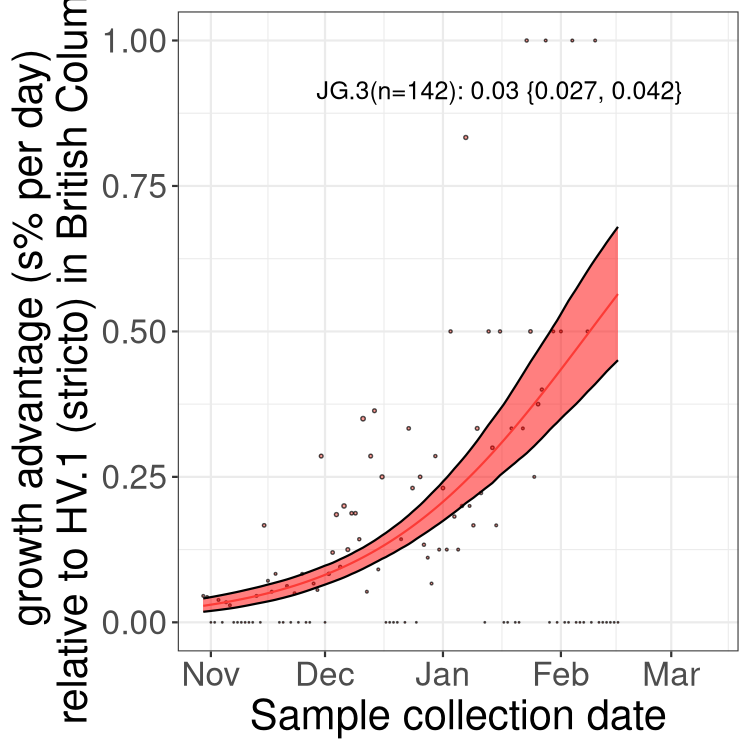 growth advantage (s% per day)
relative to HV.1 (stricto) in British Colum
1.00
0.75
0.50
0.25
0.00
JG.3(n=142): 0.03 {0.027, 0.042}
Nov Dec Jan Feb Mar
Sample collection date